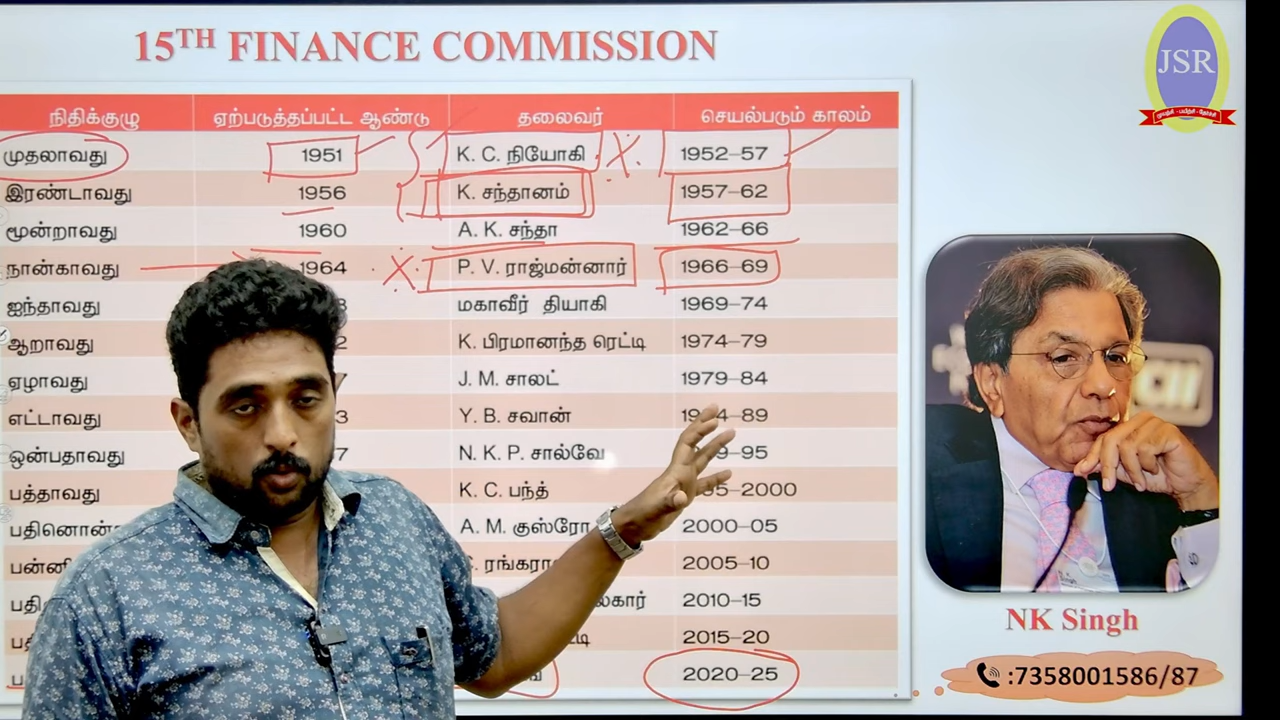 15TH FINANCE COMMISSION
JSR
நிதிக்குழு ஏற்படுத்தப்பட்ட ஆண்டு தலைவர் செயல்படும் காலம்
முதலாவது 1951 K. C. நியோகி 1952–57
இரண்டாவது 1956 K. சந்தானம் 1957–62
மூன்றாவது 1960 A. K. சந்தா 1962–66
நான்காவது 1964 P. V. ராஜ்மன்னார் 1966–69
ஐந்தாவது மகாவீர் தியாகி 1969–74
ஆறாவது K. பிரமானந்த ரெட்டி 1974–79
ஏழாவது J. M. சாலட் 1979–84
எட்டாவது Y. B. சவான்
ஒன்பதாவது N. K. P. சால்வே
பத்தாவது K. C. பந்த்
A. M. 2000–05
2005–10
2010–15
2015–20
2020–25
NK Singh
:7358001586/87